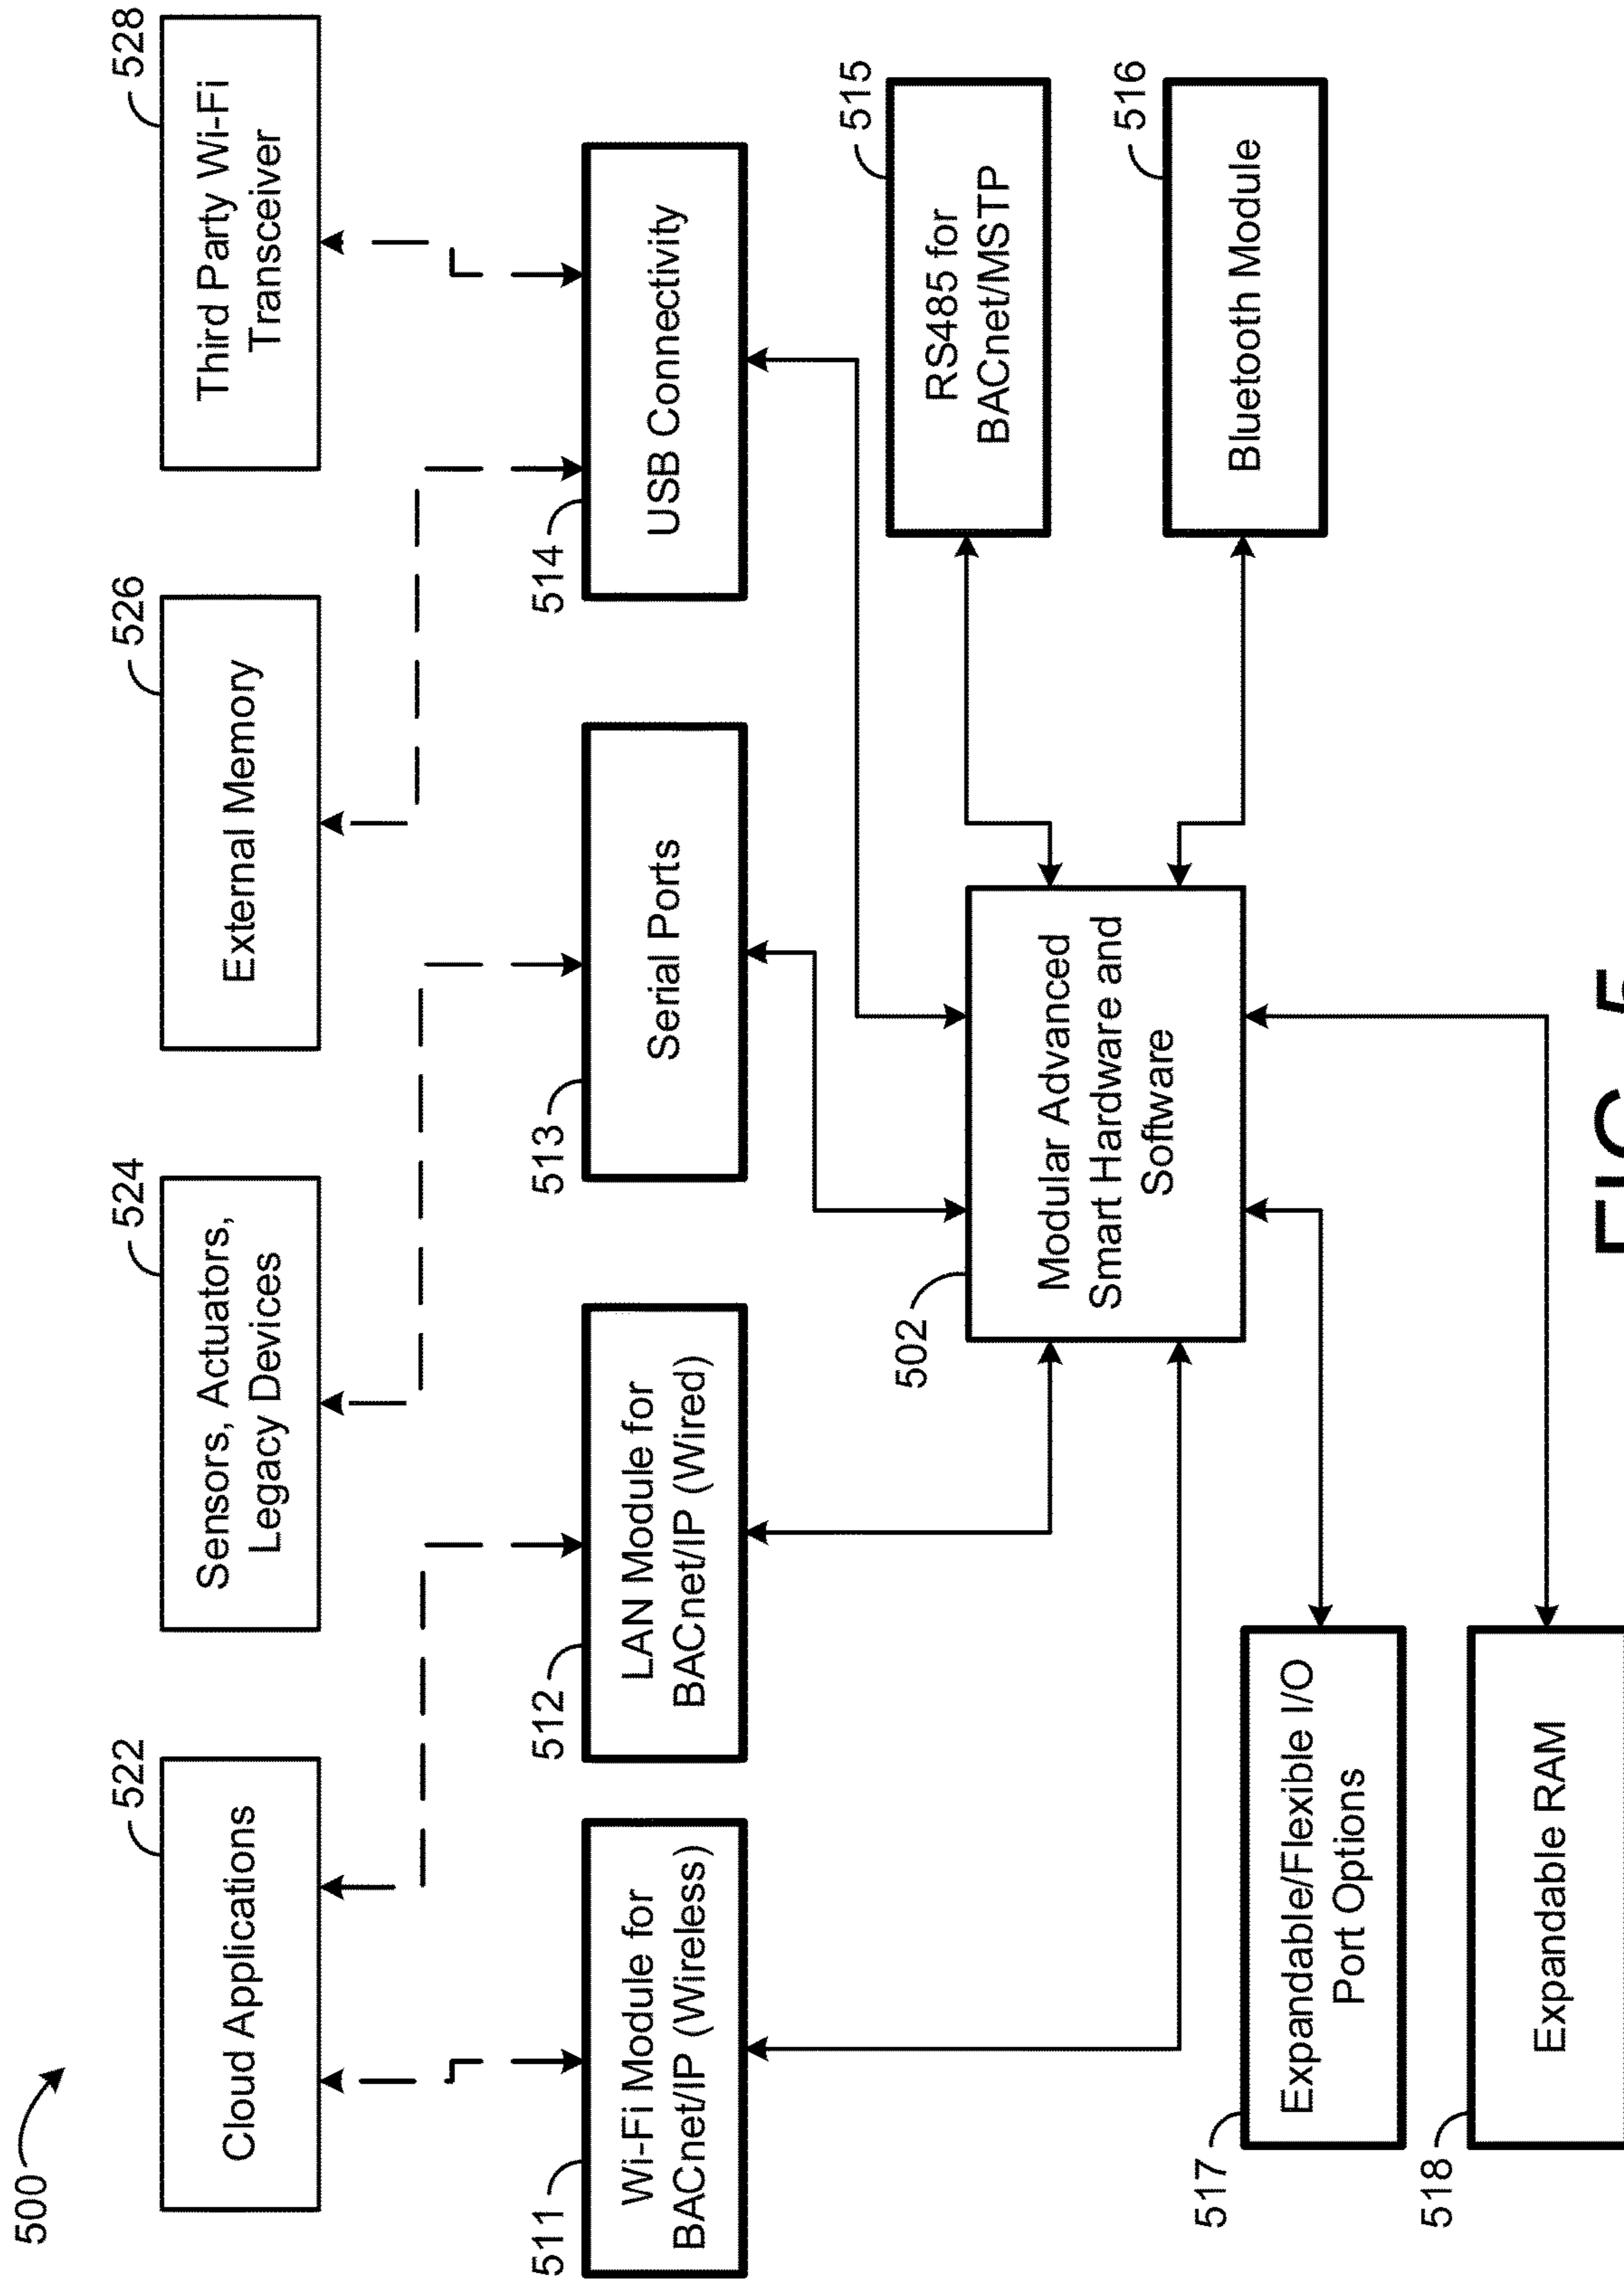 500
522
Cloud Applications
524
Sensors, Actuators,
Legacy Devices
526
External Memory
528
Third Party Wi-Fi
Transceiver
511
Wi-Fi Module for
BACnet/IP (Wireless)
512
LAN Module for
BACnet/IP (Wired)
513
Serial Ports
514
USB Connectivity
502
Modular Advanced
Smart Hardware and
Software
515
RS485 for
BACnet/MSTP
516
Bluetooth Module
517
Expandable/Flexible I/O
Port Options
518
Expandable RAM
FIG. 5